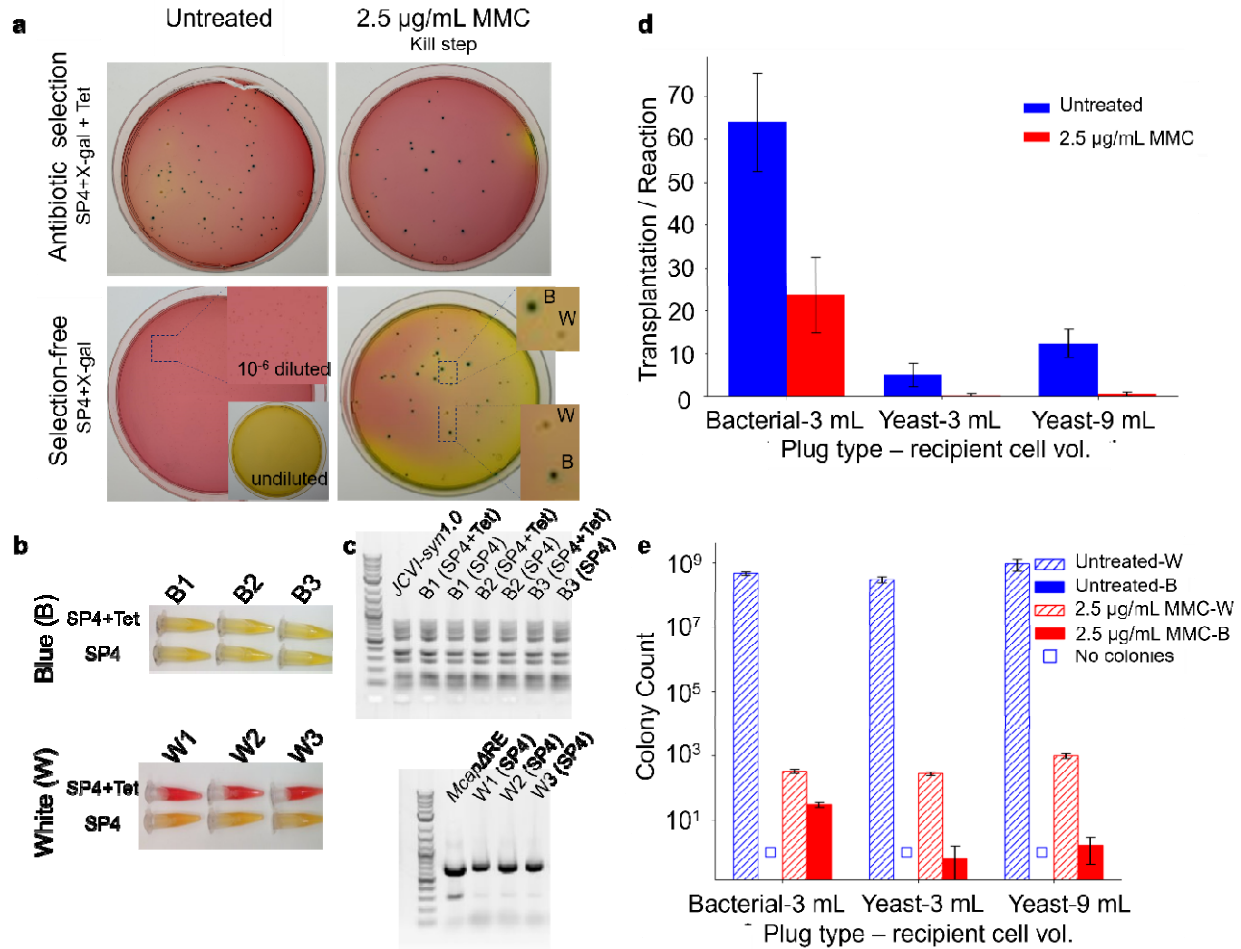 a
Untreated
2.5 µg/mL MMC
Kill step
Antibiotic selection
SP4+X-gal + Tet
Selection-free
SP4+X-gal
10-6 diluted
undiluted
B
W
W
B
b
B1 B2 B3
Blue (B)
SP4+Tet
SP4
W1 W2 W3
White (W)
SP4+Tet
SP4
c
JCVI-syn1.0
B1 (SP4+Tet)
B1 (SP4)
B2 (SP4+Tet)
B2 (SP4)
B3 (SP4+Tet)
B3 (SP4)
McapΔRE
W1 (SP4)
W2 (SP4)
W3 (SP4)
d
Transplantation / Reaction
70
60
50
40
30
20
10
0
Untreated
2.5 µg/mL MMC
Bacterial-3 mL Yeast-3 mL Yeast-9 mL
Plug type – recipient cell vol.
e
Colony Count
10⁹
10⁷
10⁵
10³
10¹
Untreated-W
Untreated-B
2.5 µg/mL MMC-W
2.5 µg/mL MMC-B
No colonies
Bacterial-3 mL Yeast-3 mL Yeast-9 mL
Plug type – recipient cell vol.